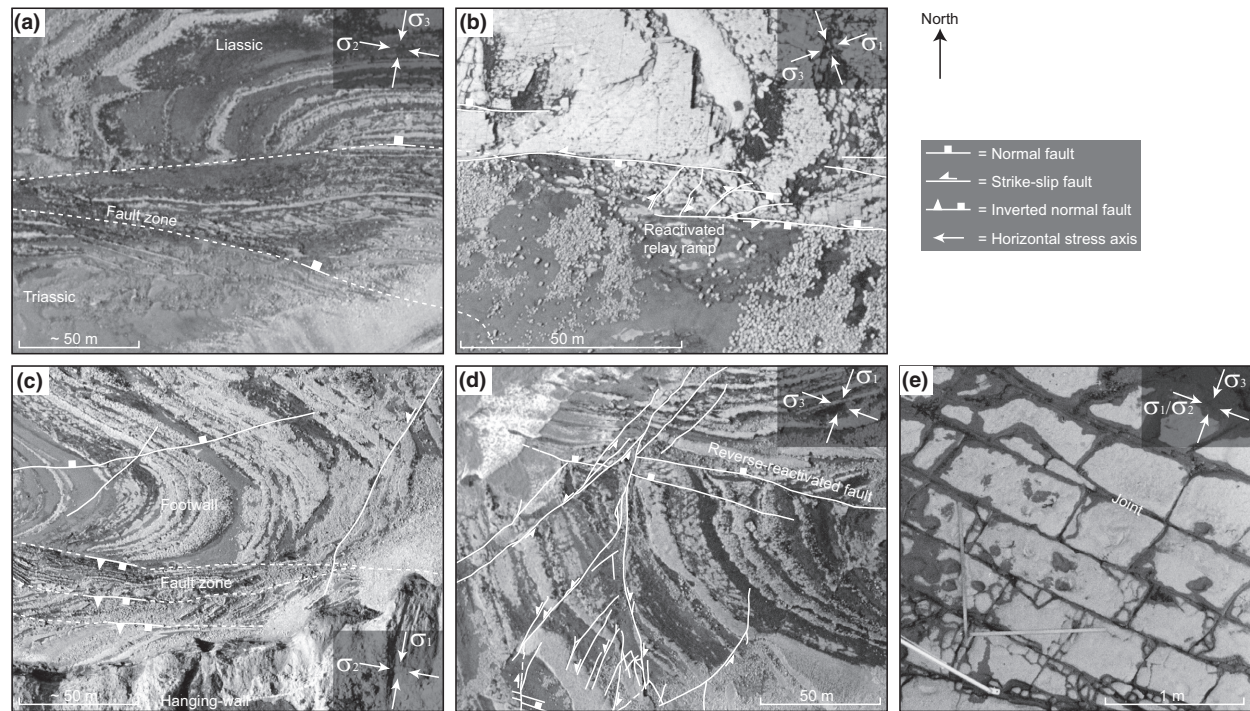 (a)
Liassic
σ3
σ2
Fault zone
Triassic
~ 50 m
(b)
σ1
σ3
Reactivated
relay ramp
50 m
North
= Normal fault
= Strike-slip fault
= Inverted normal fault
= Horizontal stress axis
(c)
Footwall
Fault zone
σ1
σ2
~ 50 m
Hanging-wall
(d)
σ1
σ3
Reverse-reactivated fault
50 m
(e)
σ3
σ1/σ2
Joint
1 m